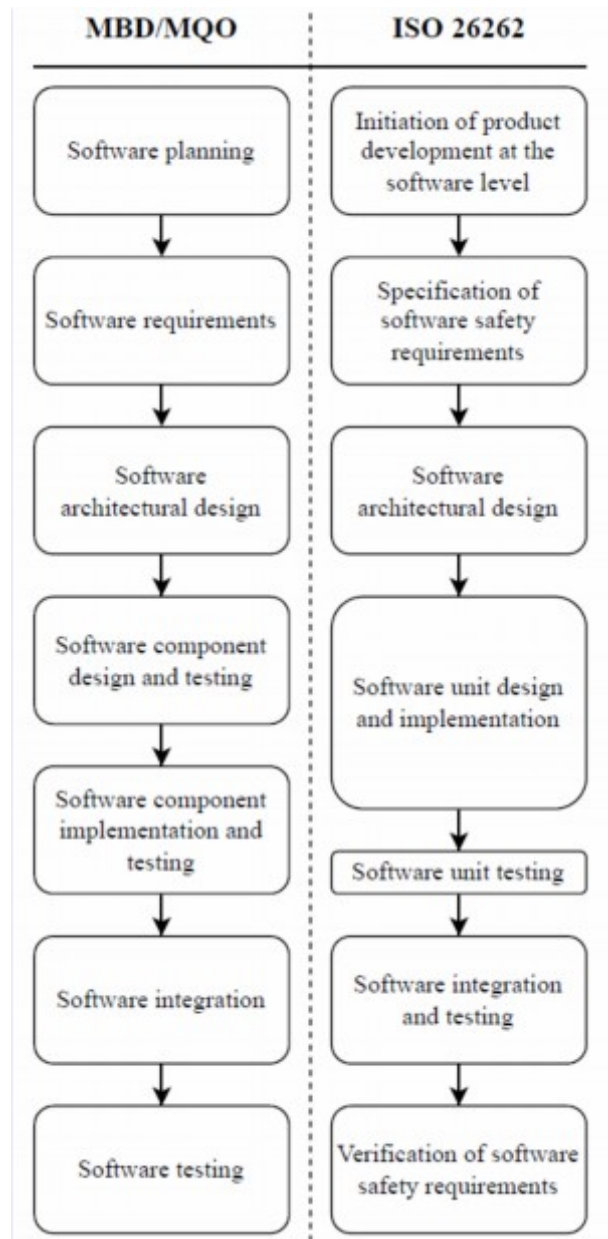 MBD/MQO
ISO 26262
Software planning
Initiation of product
development at the
software level
Software requirements
Specification of
software safety
requirements
Software
architectural design
Software
architectural design
Software component
design and testing
Software unit design
and implementation
Software component
implementation and
testing
Software unit testing
Software integration
Software integration
and testing
Software testing
Verification of software
safety requirements